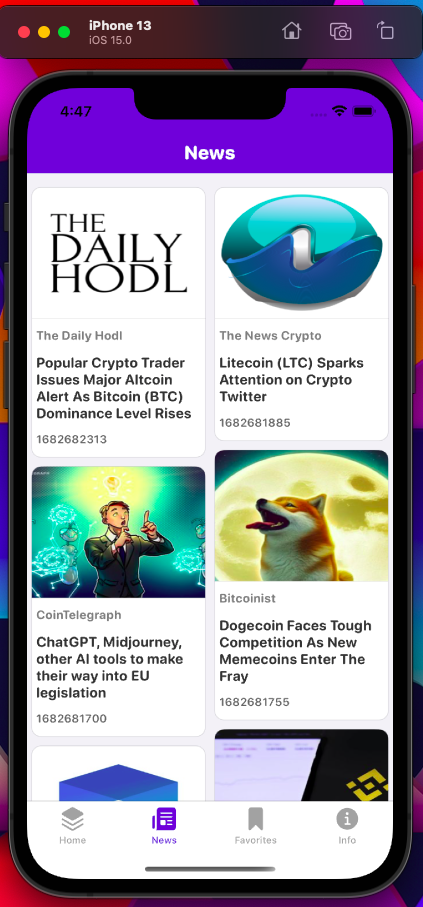 iPhone 13
iOS 15.0
4:47
News
THE
DAILY
HODL
The Daily Hodl
Popular Crypto Trader
Issues Major Altcoin
Alert As Bitcoin (BTC)
Dominance Level Rises
1682682313
The News Crypto
Litecoin (LTC) Sparks
Attention on Crypto
Twitter
1682681885
CoinTelegraph
ChatGPT, Midjourney,
other AI tools to make
their way into EU
legislation
1682681700
Bitcoinist
Dogecoin Faces Tough
Competition As New
Memecoins Enter The
Fray
1682681755
Home
News
Favorites
Info